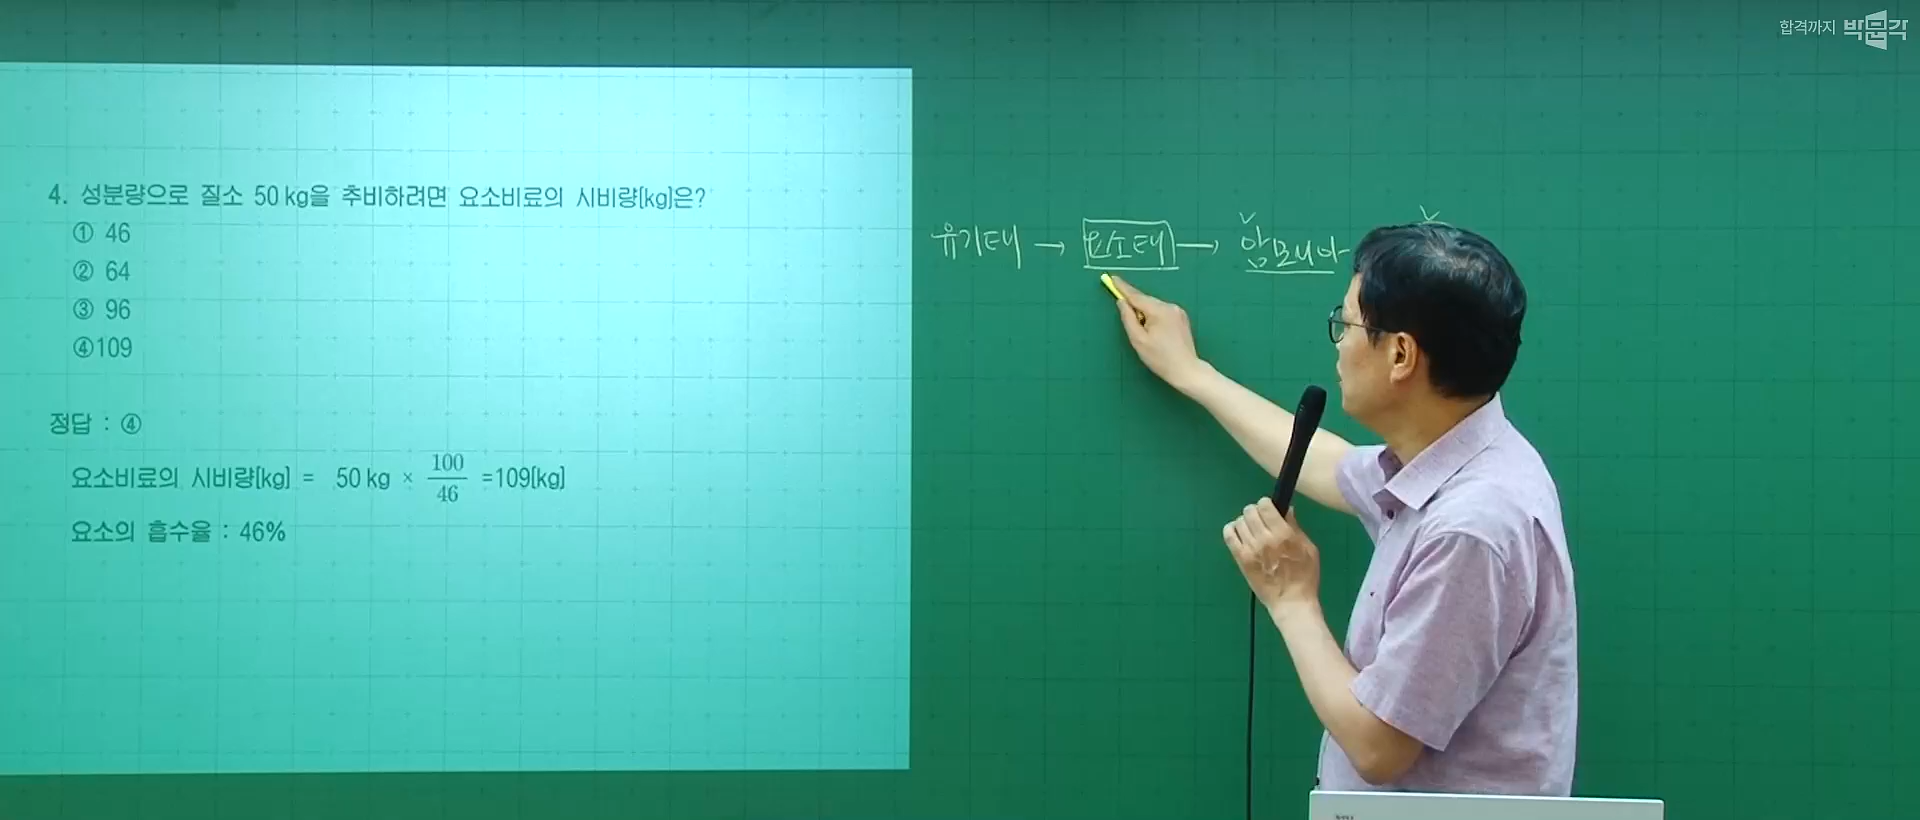 합격까지 박문각
4. 성분량으로 질소 50 kg을 추비하려면 요소비료의 시비량[kg]은?
① 46
② 64
③ 96
④109
정답 : ④
요소비료의 시비량[kg] = 50 kg × 100/46 =109[kg]
요소의 흡수율 : 46%
유기태 → 요소태 → 암모니아